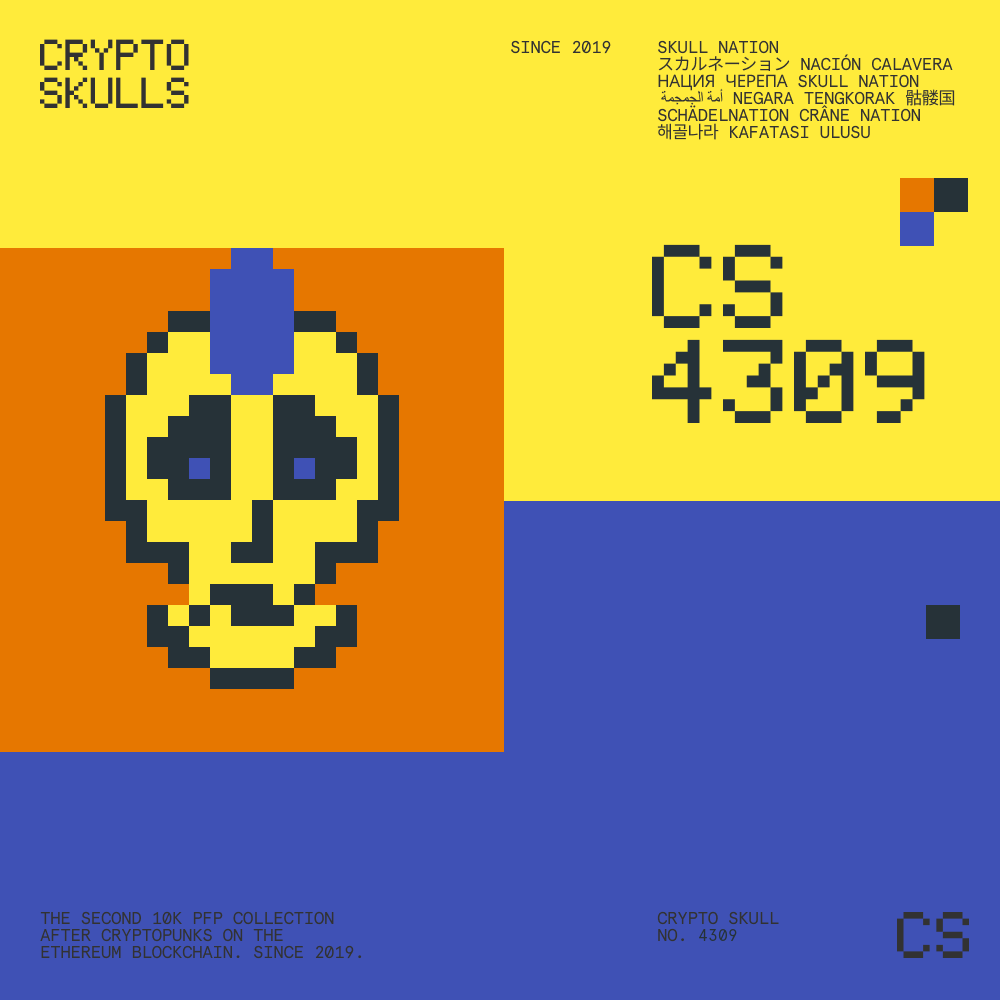 CRYPTO
SKULLS
SINCE 2019
SKULL NATION
スカルネーション NACIÓN CALAVERA
НАЦИЯ ЧЕРЕПА SKULL NATION
أمة الجمجمة NEGARA TENGKORAK 骷髅国
SCHÄDELNATION CRÂNE NATION
해골나라 KAFATASI ULUSU
CS
4309
THE SECOND 10K PFP COLLECTION
AFTER CRYPTOPUNKS ON THE
ETHEREUM BLOCKCHAIN. SINCE 2019.
CRYPTO SKULL
NO. 4309
CS